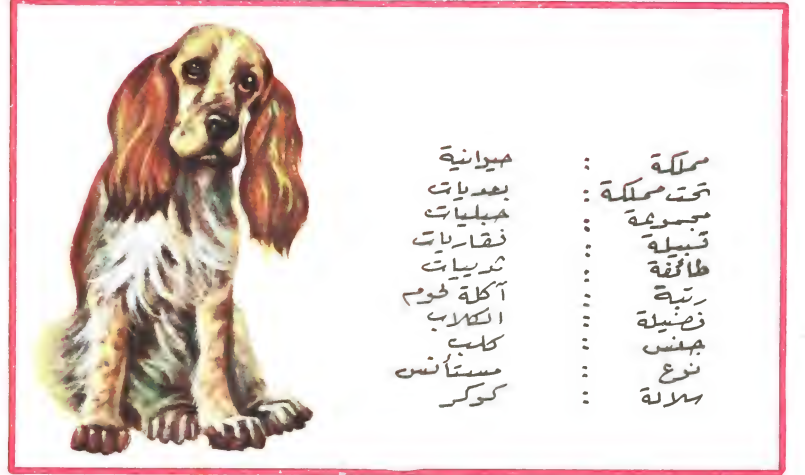 مملكة : حيوانية
تحت مملكة : بعديات
مجموعة : حبليات
قبيلة : فقاريات
طائفة : ثدييات
رتبة : آكلة لحوم
فصيلة : الكلاب
جنس : كلب
نوع : مستأنس
سلالة : كوكر